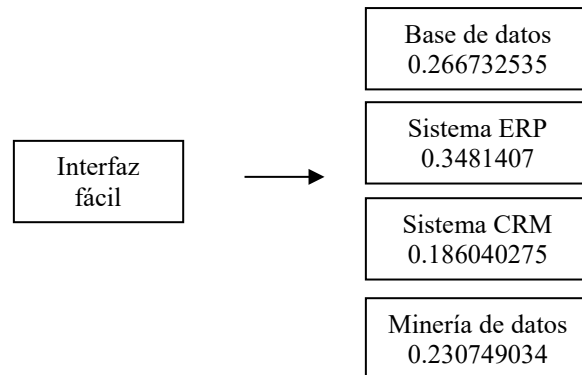 Base de datos
0.266732535
Sistema ERP
0.3481407
Interfaz
fácil
Sistema CRM
0.186040275
Minería de datos
0.230749034